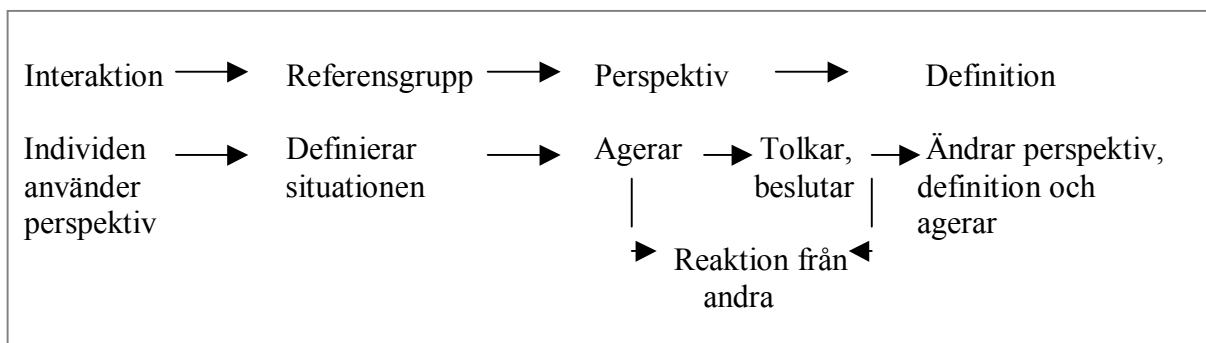 Interaktion Referensgrupp Perspektiv Definition
Individen använder perspektiv
Definierar situationen
Agerar
Tolkar, beslutar
Ändrar perspektiv, definition och agerar
Reaktion från andra